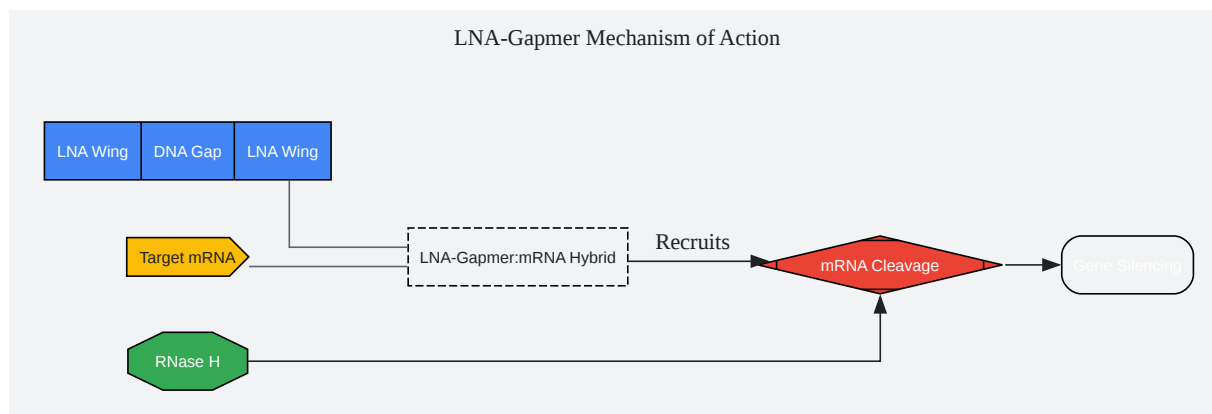 LNA-Gapmer Mechanism of Action
LNA Wing
DNA Gap
LNA Wing
Target mRNA
LNA-Gapmer:mRNA Hybrid
Recruits
mRNA Cleavage
Gene Silencing
RNase H